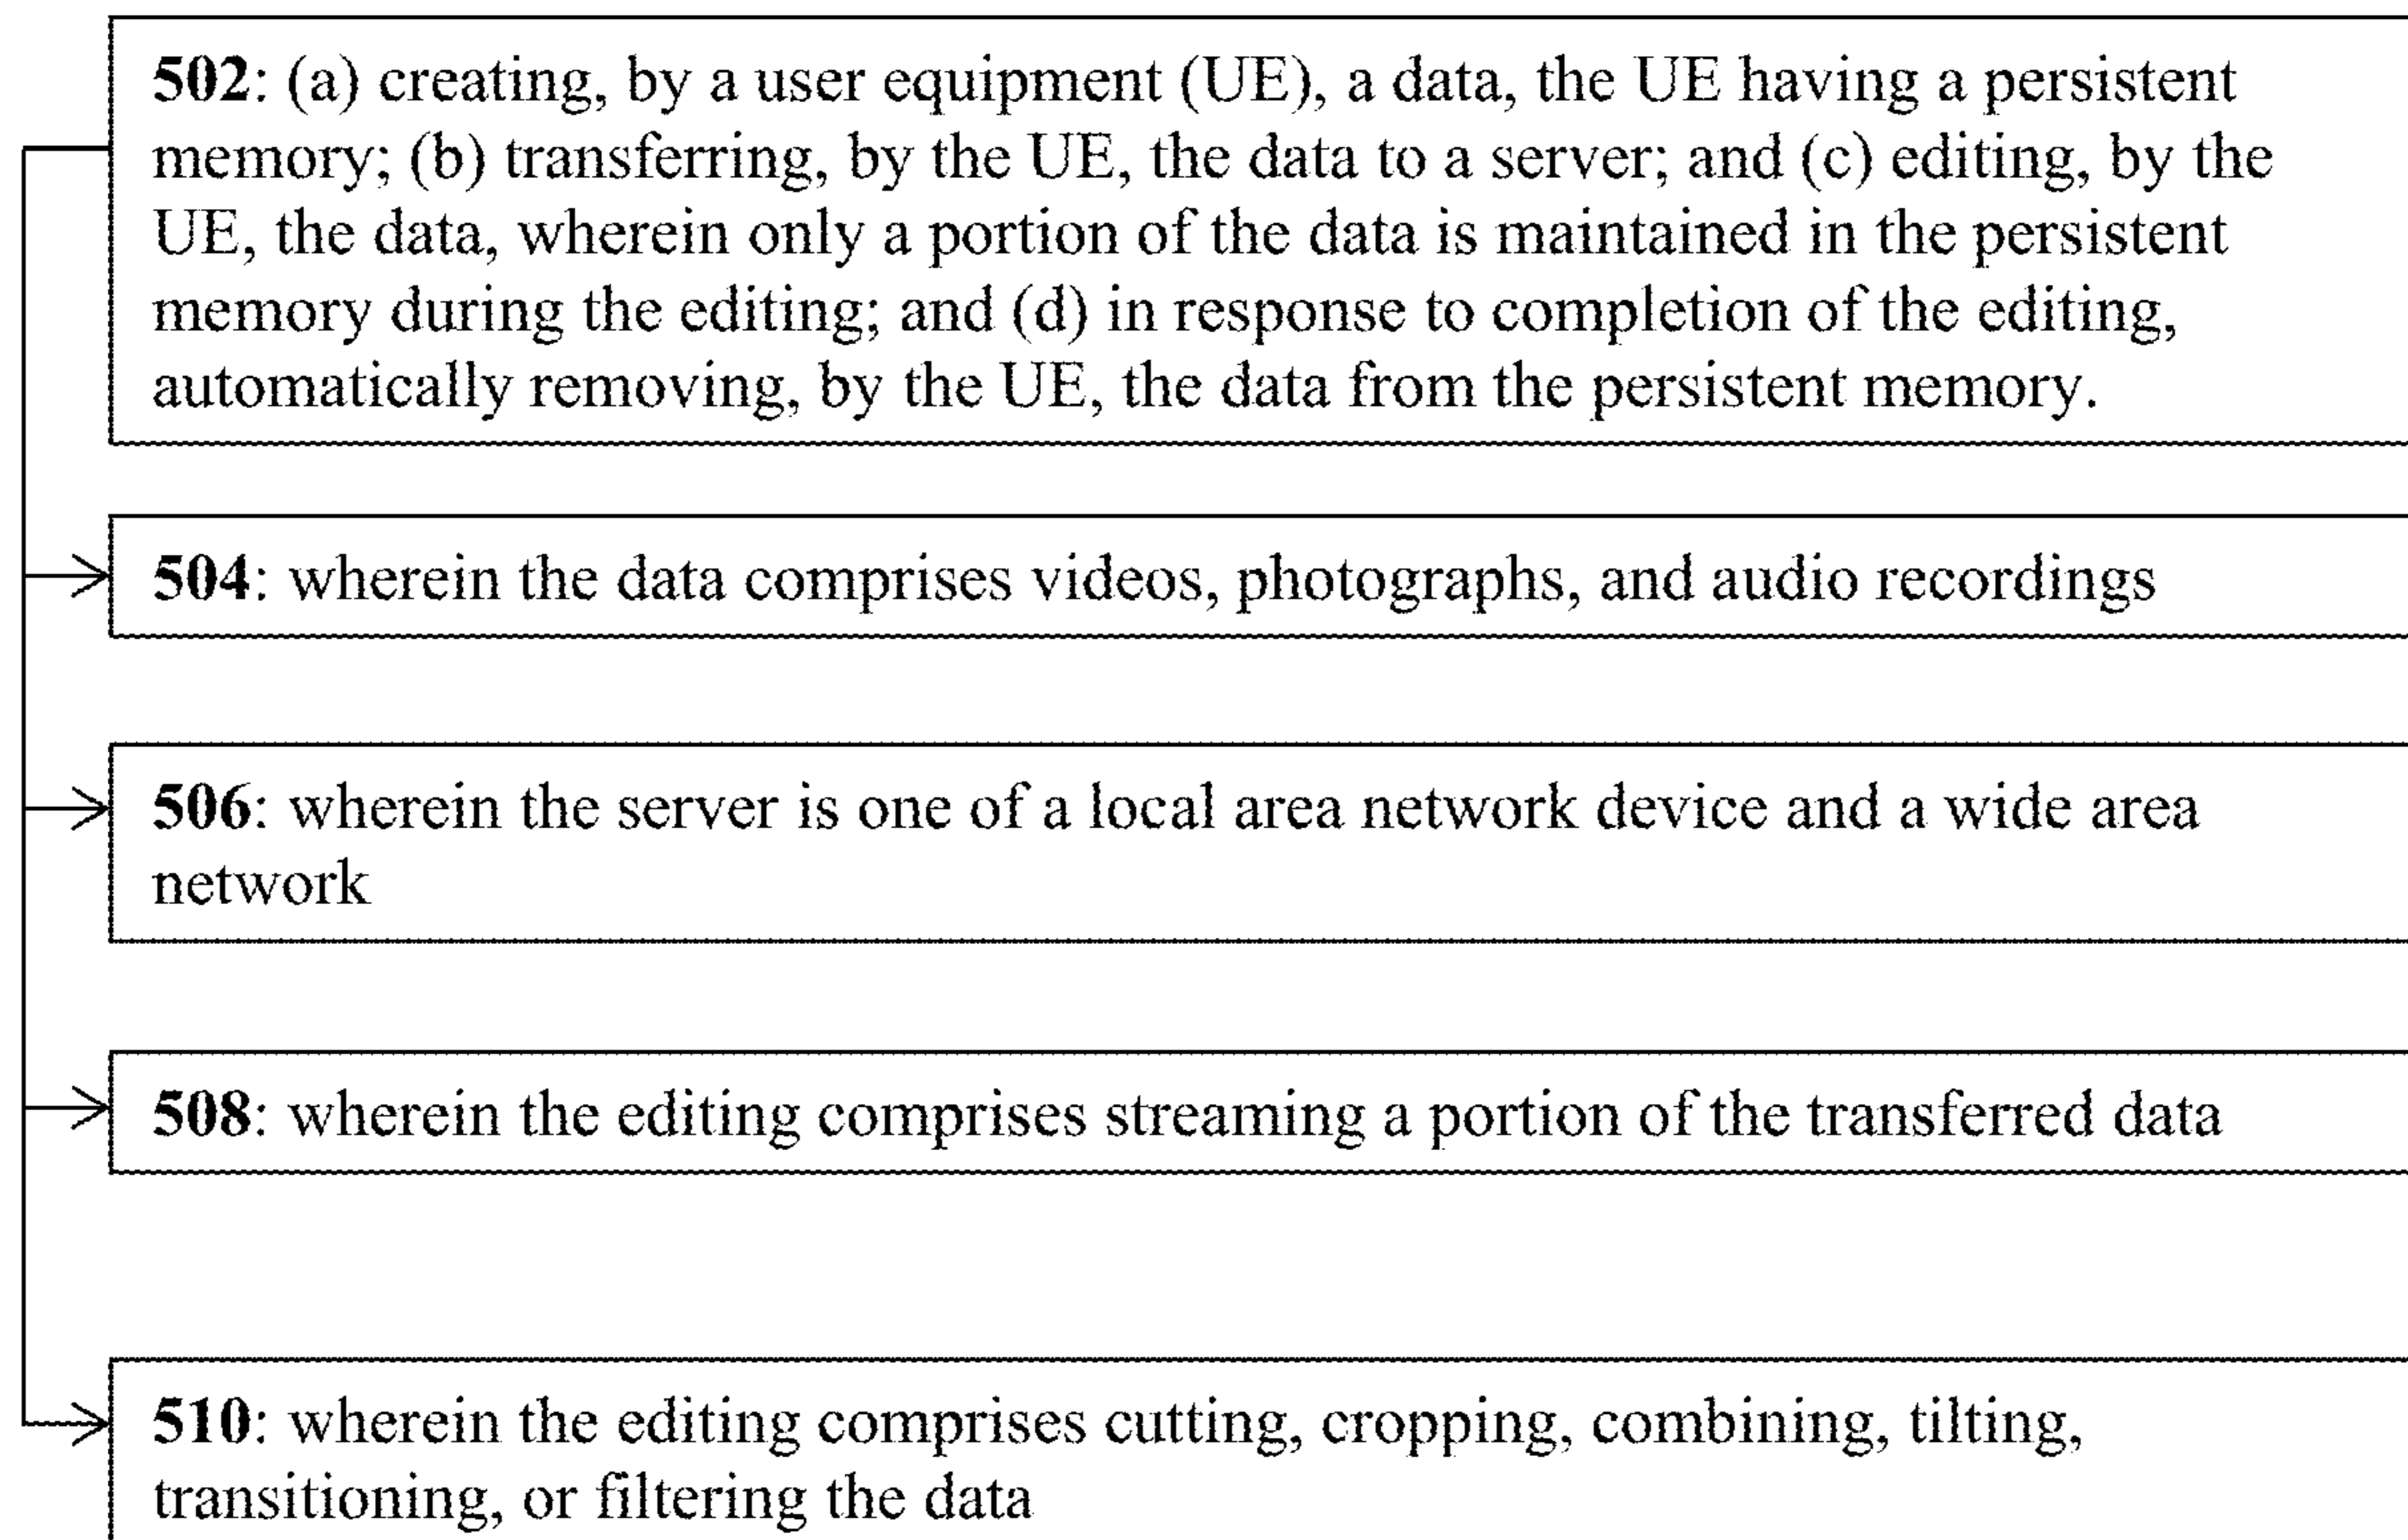 502: (a) creating, by a user equipment (UE), a data, the UE having a persistent
memory; (b) transferring, by the UE, the data to a server; and (c) editing, by the
UE, the data, wherein only a portion of the data is maintained in the persistent
memory during the editing; and (d) in response to completion of the editing,
automatically removing, by the UE, the data from the persistent memory.
504: wherein the data comprises videos, photographs, and audio recordings
506: wherein the server is one of a local area network device and a wide area
network
508: wherein the editing comprises streaming a portion of the transferred data
510: wherein the editing comprises cutting, cropping, combining, tilting,
transitioning, or filtering the data